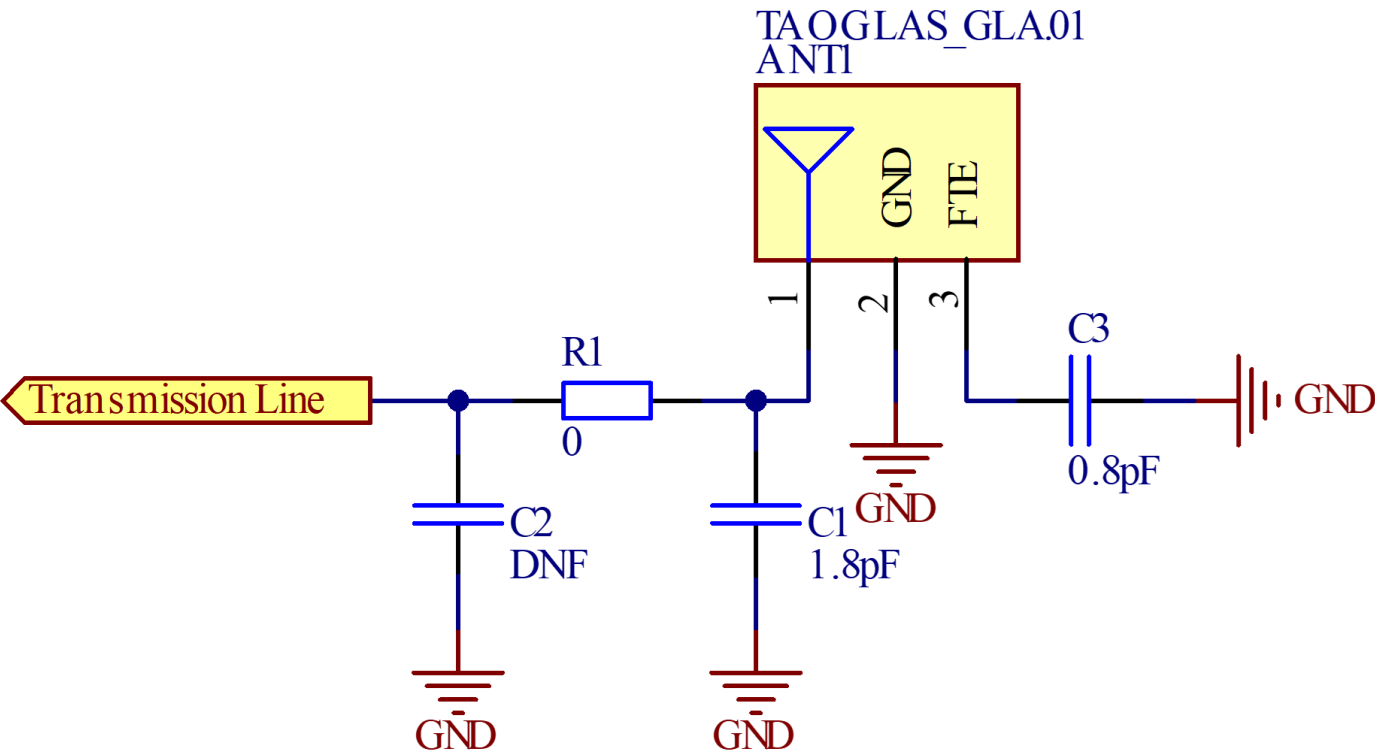 TAOGLAS_GLA.01
ANT1
GND
FTE
1
2
3
C3
R1
Transmission Line
GND
0
0.8pF
C2
C1
GND
DNF
1.8pF
GND
GND